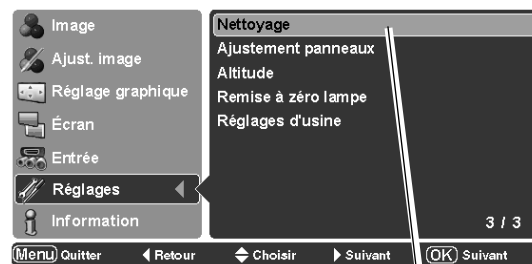 Image
Ajust. image
Réglage graphique
Écran
Entrée
Réglages
Information
Nettoyage
Ajustement panneaux
Altitude
Remise à zéro lampe
Réglages d'usine
3 / 3
Menu Quitter
Retour
Choisir
Suivant
OK Suivant